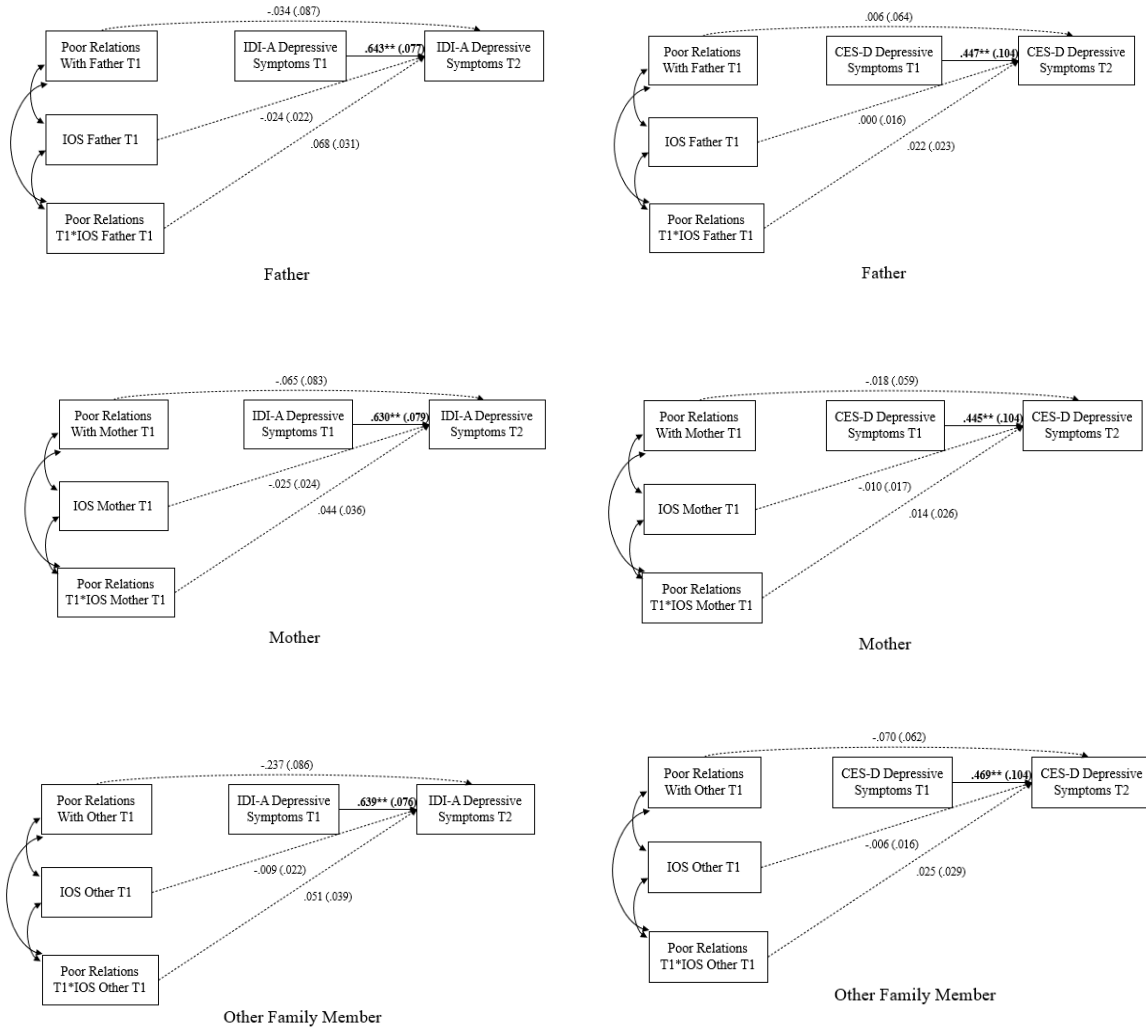 -.034 (.087)
Poor Relations
With Father T1
IDI-A Depressive
Symptoms T1
.643** (.077)
IDI-A Depressive
Symptoms T2
IOS Father T1
-.024 (.022)
.068 (.031)
Poor Relations
T1*IOS Father T1
Father
.006 (.064)
Poor Relations
With Father T1
CES-D Depressive
Symptoms T1
.447** (.104)
CES-D Depressive
Symptoms T2
IOS Father T1
.000 (.016)
.022 (.023)
Poor Relations
T1*IOS Father T1
Father
-.065 (.083)
Poor Relations
With Mother T1
IDI-A Depressive
Symptoms T1
.630** (.079)
IDI-A Depressive
Symptoms T2
IOS Mother T1
-.025 (.024)
.044 (.036)
Poor Relations
T1*IOS Mother T1
Mother
-.018 (.059)
Poor Relations
With Mother T1
CES-D Depressive
Symptoms T1
.445** (.104)
CES-D Depressive
Symptoms T2
IOS Mother T1
-.010 (.017)
.014 (.026)
Poor Relations
T1*IOS Mother T1
Mother
-.237 (.086)
Poor Relations
With Other T1
IDI-A Depressive
Symptoms T1
.639** (.076)
IDI-A Depressive
Symptoms T2
IOS Other T1
-.009 (.022)
.051 (.039)
Poor Relations
T1*IOS Other T1
Other Family Member
-.070 (.062)
Poor Relations
With Other T1
CES-D Depressive
Symptoms T1
.469** (.104)
CES-D Depressive
Symptoms T2
IOS Other T1
-.006 (.016)
.025 (.029)
Poor Relations
T1*IOS Other T1
Other Family Member